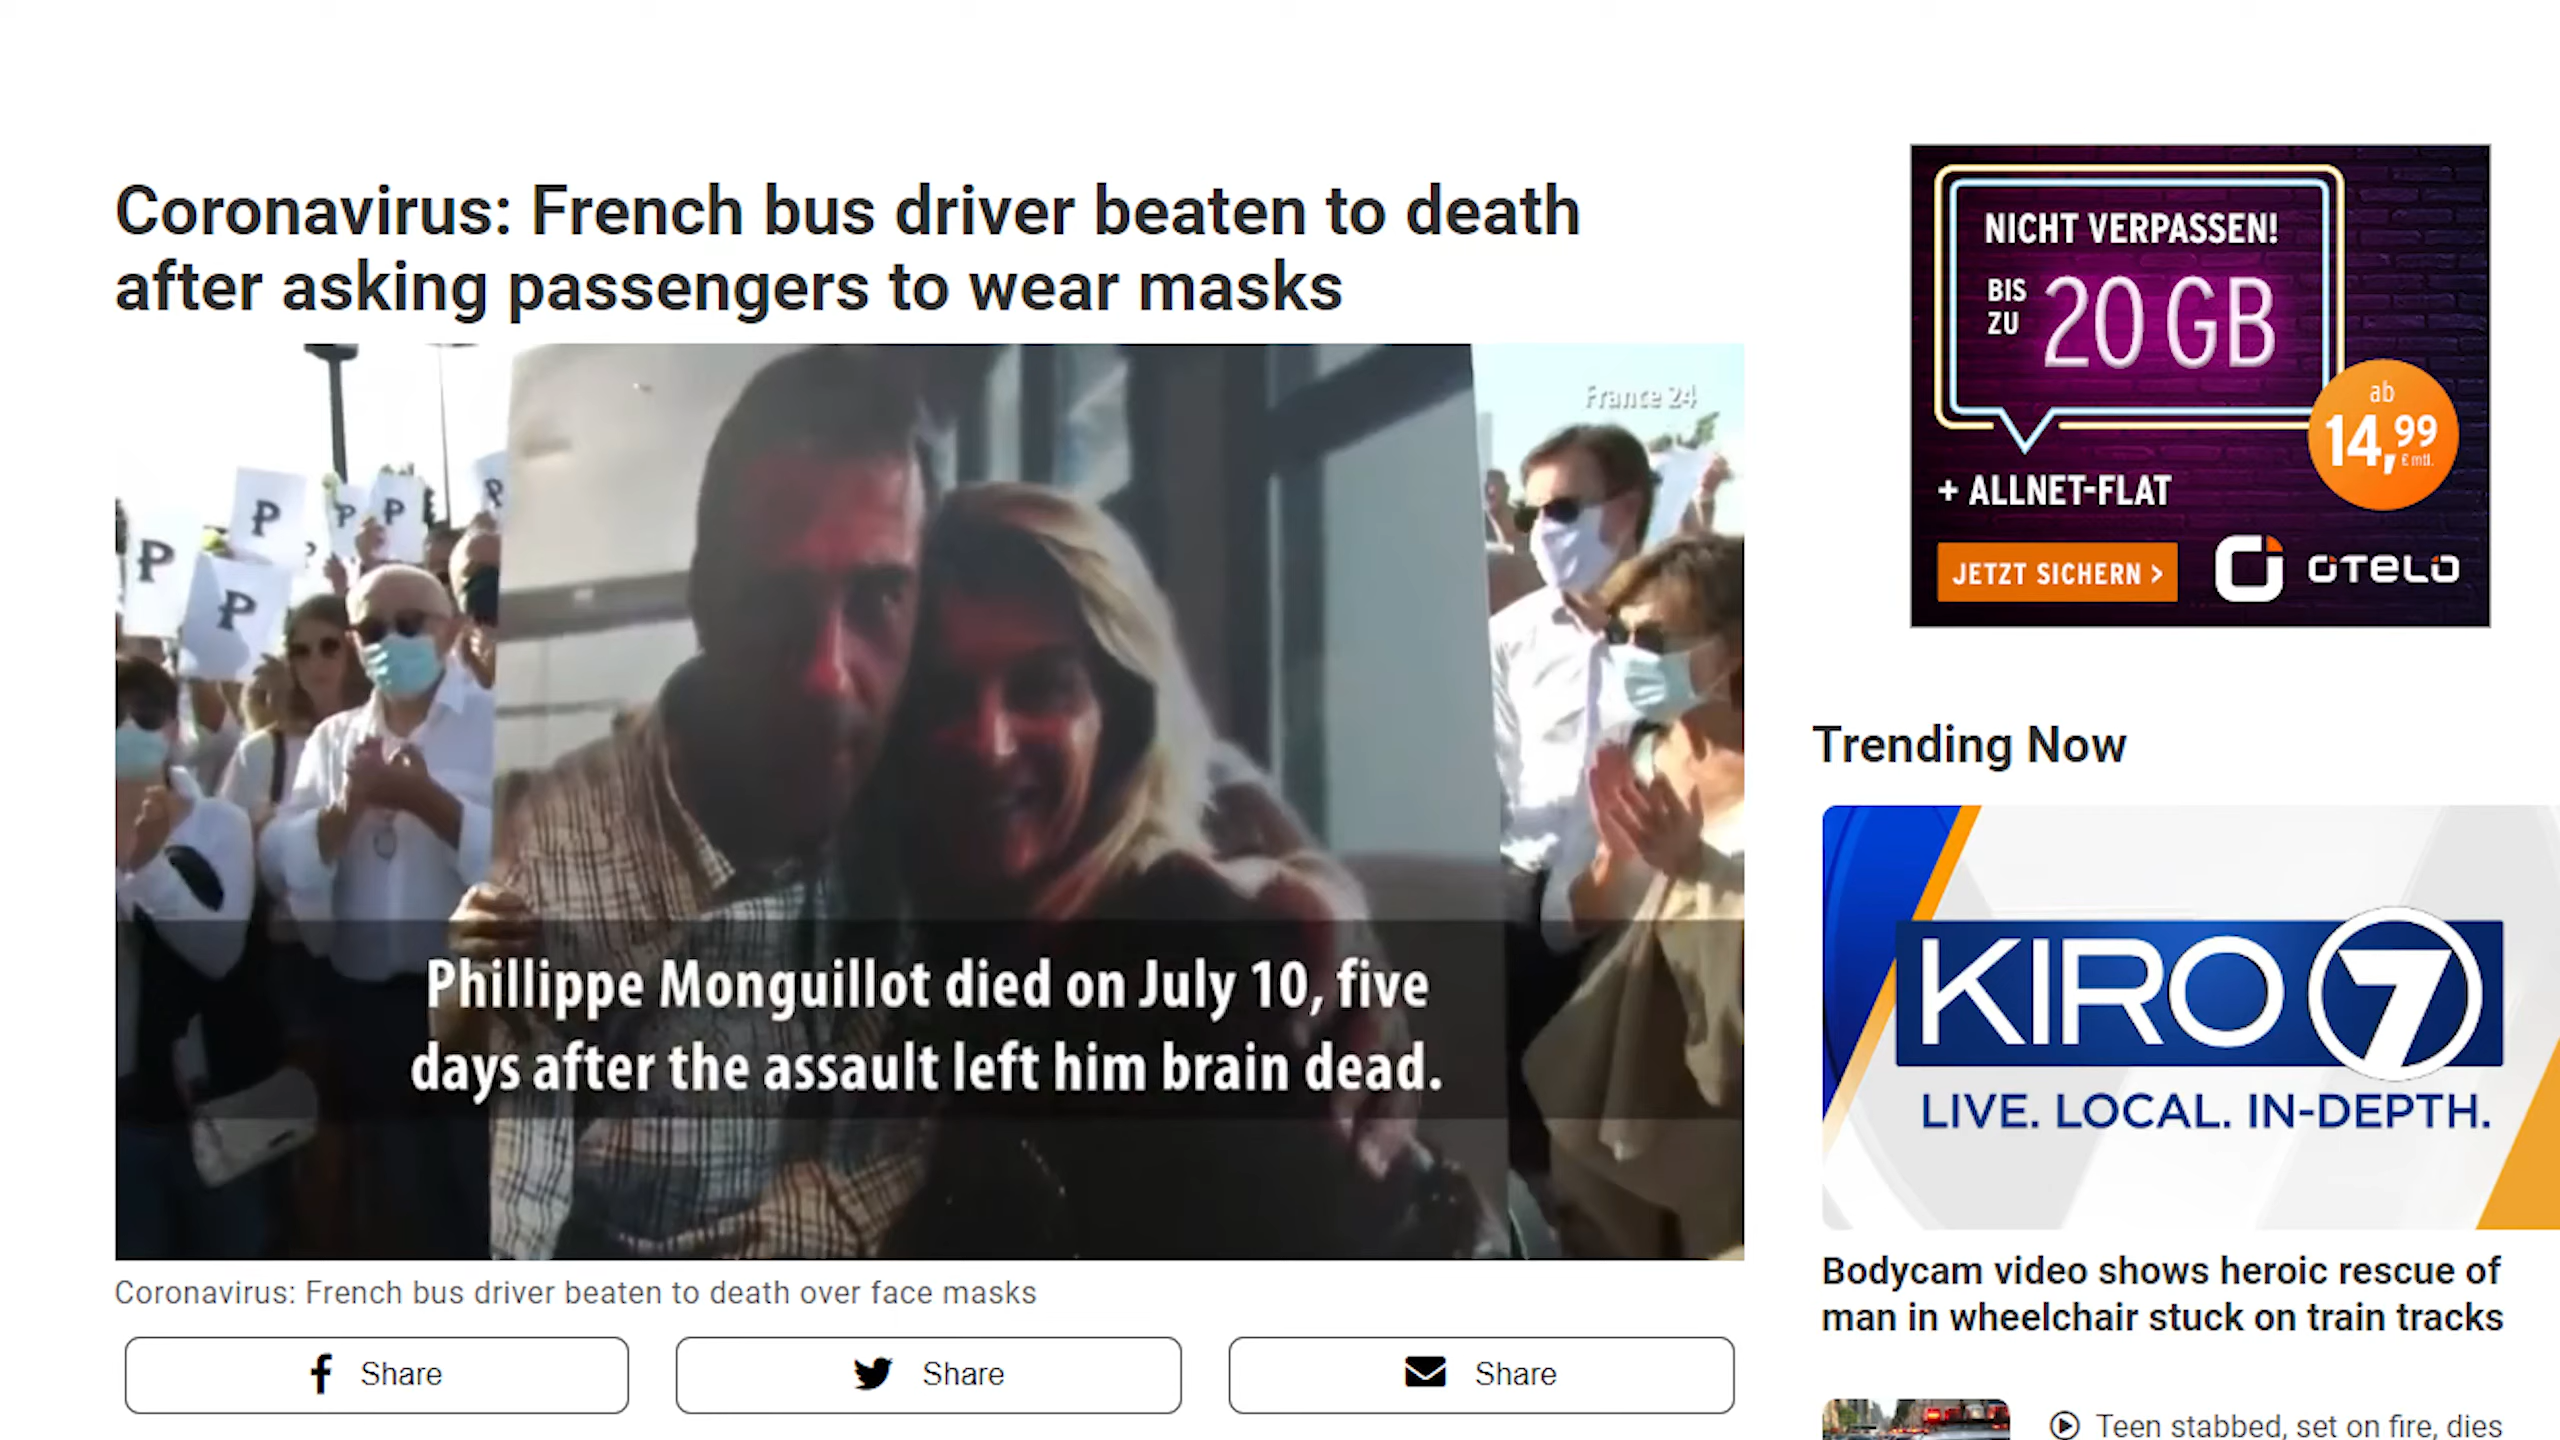 Coronavirus: French bus driver beaten to death
after asking passengers to wear masks
France 24
P
P
P
P
P
P
Phillippe Monguillot died on July 10, five
days after the assault left him brain dead.
Coronavirus: French bus driver beaten to death over face masks
Share
Share
Share
NICHT VERPASSEN!
BIS
ZU
20 GB
ab
14,99
€ mtl.
+ ALLNET-FLAT
JETZT SICHERN >
OTELO
Trending Now
KIRO 7
LIVE. LOCAL. IN-DEPTH.
Bodycam video shows heroic rescue of
man in wheelchair stuck on train tracks
Teen stabbed, set on fire, dies